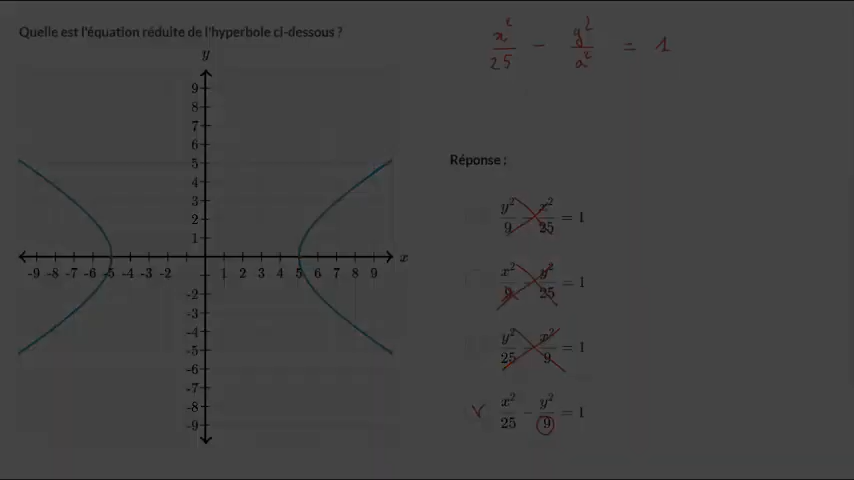 Quelle est l'équation réduite de l'hyperbole ci-dessous ?
x²/25 - y²/a² = 1
y
9
8
7
6
5
4
3
2
1
-9 -8 -7 -6 -5 -4 -3 -2 1 2 3 4 5 6 7 8 9 x
-2
-3
-4
-5
-6
-7
-8
-9
Réponse :
y²/9 - x²/25 = 1
x²/9 - y²/25 = 1
y²/25 - x²/9 = 1
x²/25 - y²/9 = 1